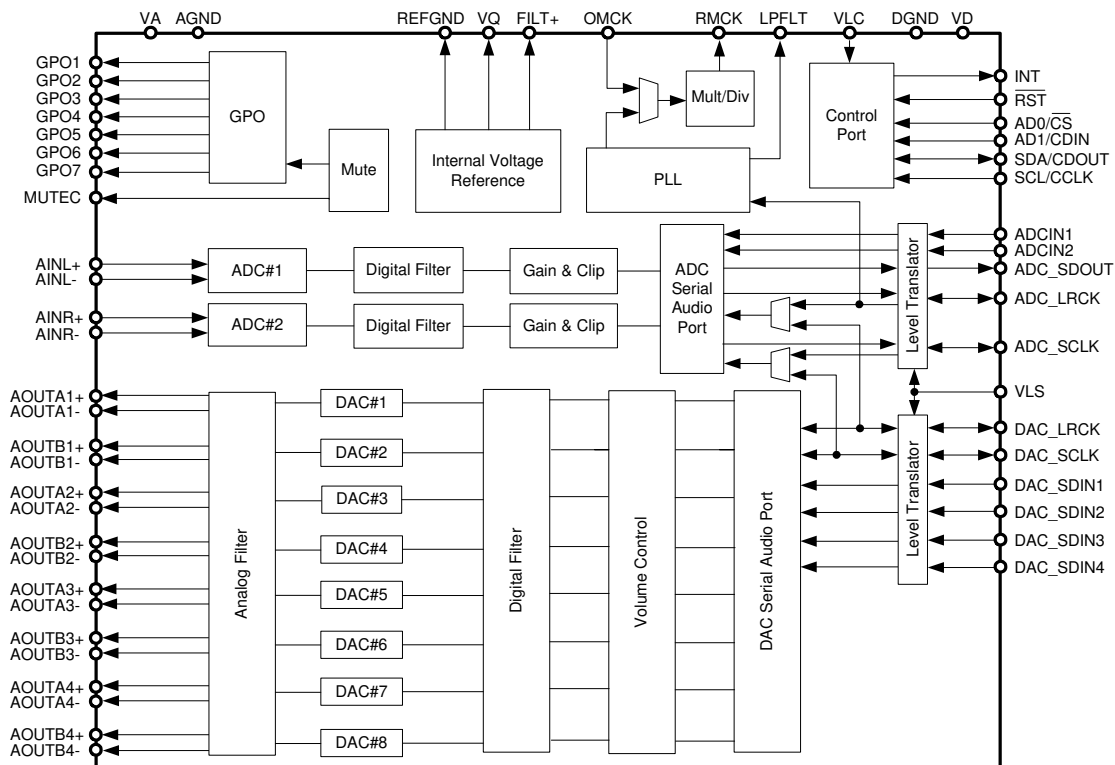 VA
AGND
REFGND
VQ
FILT+
OMCK
RMCK
LPFLT
VLC
DGND
VD
GPO1
GPO2
GPO3
GPO4
GPO5
GPO6
GPO7
MUTEC
GPO
Mute
Internal Voltage
Reference
Mult/Div
PLL
Control
Port
INT
RST
AD0/CS
AD1/CDIN
SDA/CDOUT
SCL/CCLK
AINL+
AINL-
AINR+
AINR-
ADC#1
Digital Filter
Gain & Clip
ADC#2
Digital Filter
Gain & Clip
ADC
Serial
Audio
Port
Level Translator
ADCIN1
ADCIN2
ADC_SDOUT
ADC_LRCK
ADC_SCLK
VLS
AOUTA1+
AOUTA1-
AOUTB1+
AOUTB1-
AOUTA2+
AOUTA2-
AOUTB2+
AOUTB2-
AOUTA3+
AOUTA3-
AOUTB3+
AOUTB3-
AOUTA4+
AOUTA4-
AOUTB4+
AOUTB4-
Analog Filter
DAC#1
DAC#2
DAC#3
DAC#4
DAC#5
DAC#6
DAC#7
DAC#8
Digital Filter
Volume Control
DAC Serial Audio Port
Level Translator
DAC_LRCK
DAC_SCLK
DAC_SDIN1
DAC_SDIN2
DAC_SDIN3
DAC_SDIN4